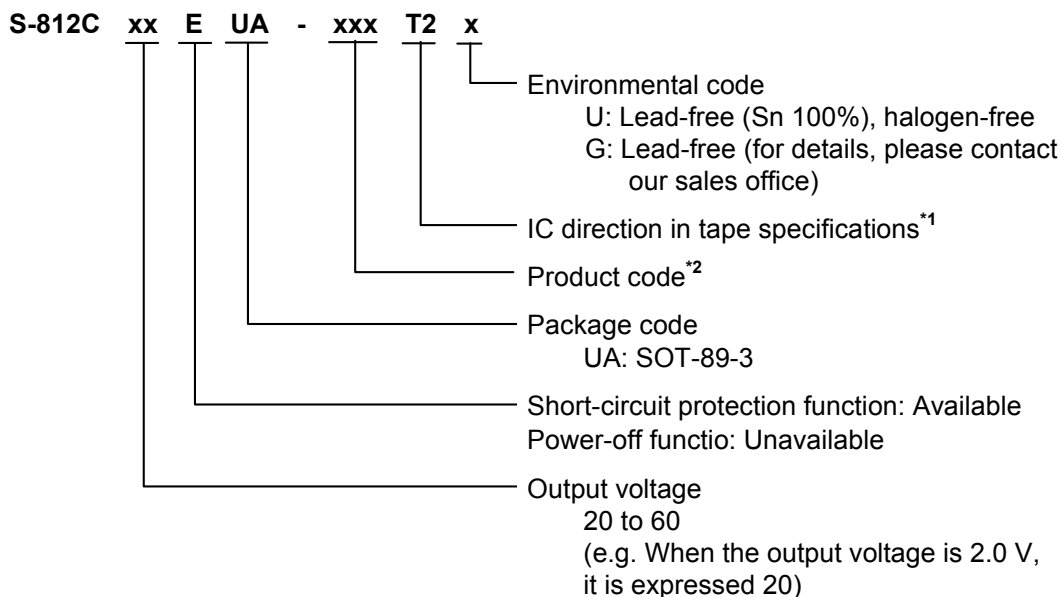 S-812C xx E UA - xxx T2 x
Environmental code
U: Lead-free (Sn 100%), halogen-free
G: Lead-free (for details, please contact
our sales office)
IC direction in tape specifications*1
Product code*2
Package code
UA: SOT-89-3
Short-circuit protection function: Available
Power-off functio: Unavailable
Output voltage
20 to 60
(e.g. When the output voltage is 2.0 V,
it is expressed 20)